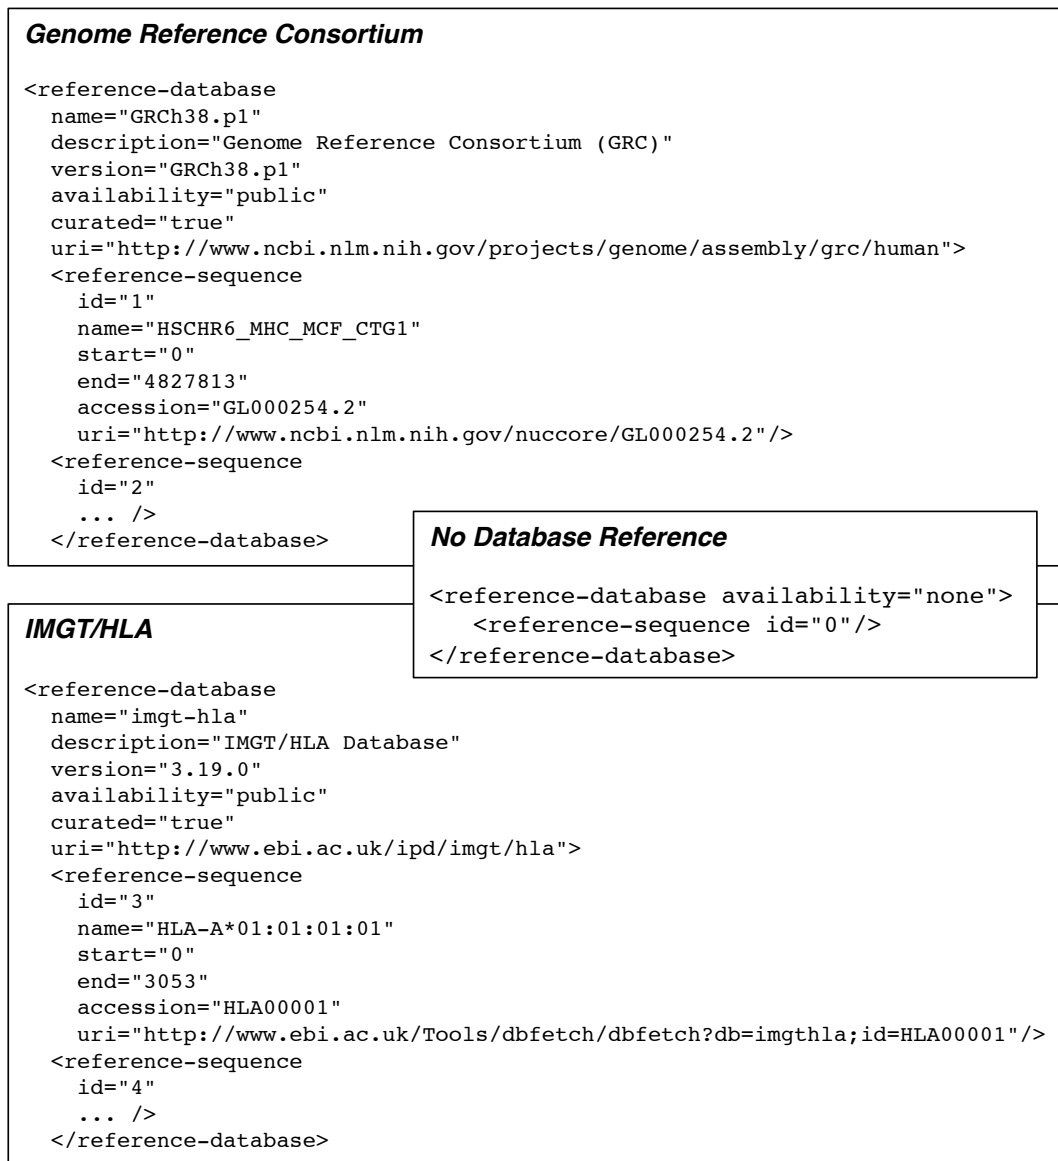 Genome Reference Consortium
<reference-database
name="GRCh38.p1"
description="Genome Reference Consortium (GRC)"
version="GRCh38.p1"
availability="public"
curated="true"
uri="http://www.ncbi.nlm.nih.gov/projects/genome/assembly/grc/human">
<reference-sequence
id="1"
name="HSCHR6_MHC_MCF_CTG1"
start="0"
end="4827813"
accession="GL000254.2"
uri="http://www.ncbi.nlm.nih.gov/nuccore/GL000254.2"/>
<reference-sequence
id="2"
... />
</reference-database>
No Database Reference
<reference-database availability="none">
<reference-sequence id="0"/>
</reference-database>
IMGT/HLA
<reference-database
name="imgt-hla"
description="IMGT/HLA Database"
version="3.19.0"
availability="public"
curated="true"
uri="http://www.ebi.ac.uk/ipd/imgt/hla">
<reference-sequence
id="3"
name="HLA-A*01:01:01:01"
start="0"
end="3053"
accession="HLA00001"
uri="http://www.ebi.ac.uk/Tools/dbfetch/dbfetch?db=imgthla;id=HLA00001"/>
<reference-sequence
id="4"
... />
</reference-database>